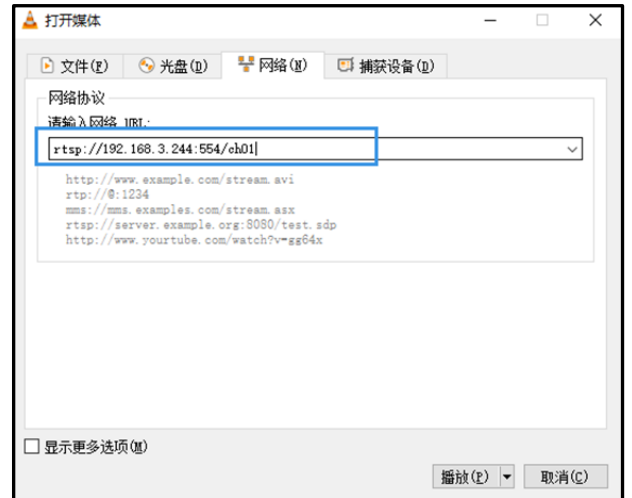 打开媒体
文件(F) 光盘(D) 网络(N) 捕获设备(D)
网络协议
请输入网络 URL:
rtsp://192.168.3.244:554/ch01
http://www.example.com/stream.avi
rtp://@:1234
mms://mms.examples.com/stream.asx
rtsp://server.example.org:8080/test.sdp
http://www.yourtube.com/watch?v=gg64x
显示更多选项(M)
播放(P) 取消(C)